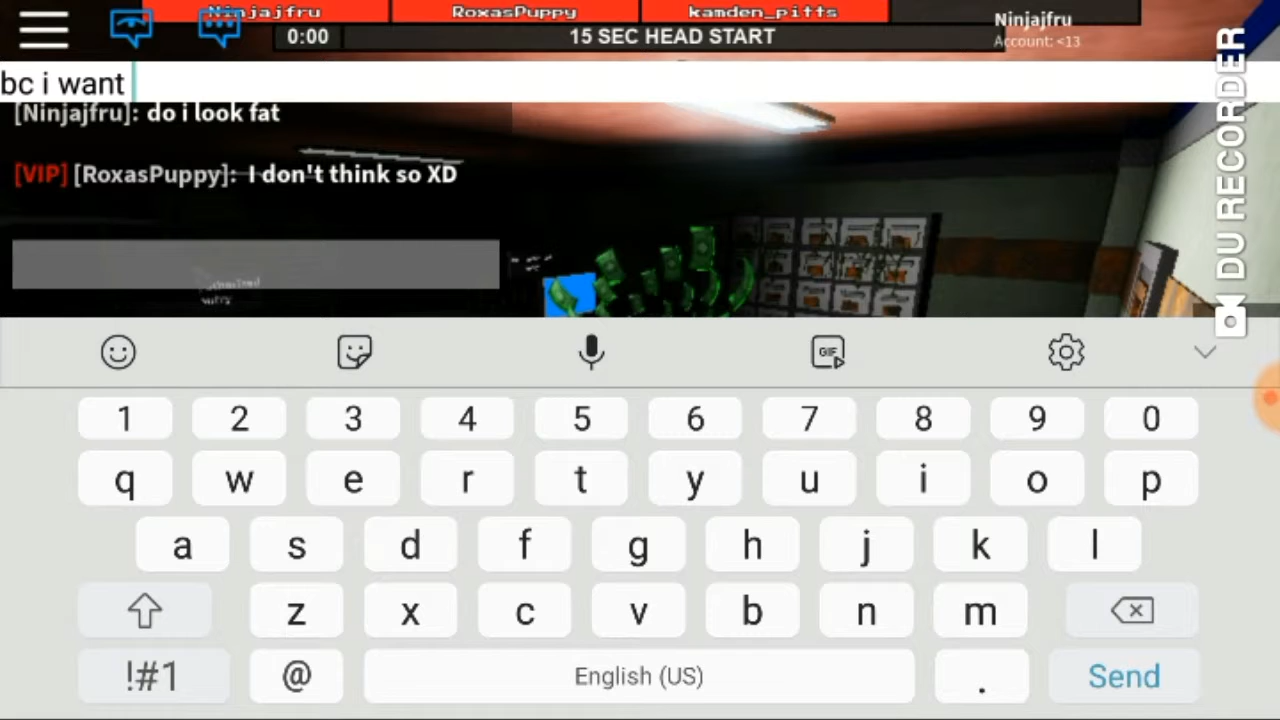 Ninjajfru RoxasPuppy kamden_pitts
0:00 15 SEC HEAD START
Ninjajfru
Account: <13
bc i want
[Ninjajfru]: do i look fat
[VIP] [RoxasPuppy]: I don't think so XD
DU RECORDER
GIF
1 2 3 4 5 6 7 8 9 0
q w e r t y u i o p
a s d f g h j k l
z x c v b n m
!#1 @ English (US) . Send